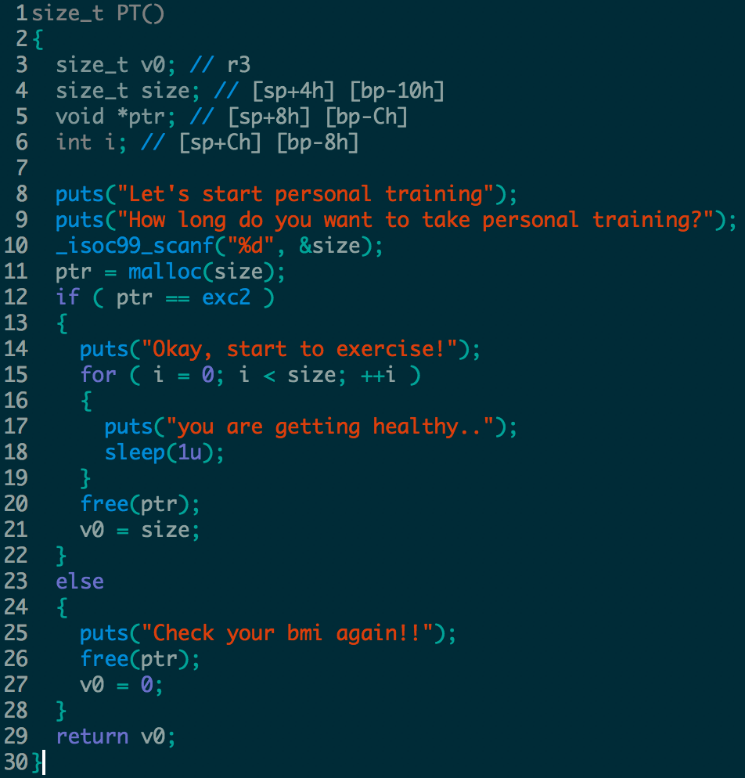 1 size_t PT()
2 {
3   size_t v0; // r3
4   size_t size; // [sp+4h] [bp-10h]
5   void *ptr; // [sp+8h] [bp-Ch]
6   int i; // [sp+Ch] [bp-8h]
7
8   puts("Let's start personal training");
9   puts("How long do you want to take personal training?");
10   _isoc99_scanf("%d", &size);
11   ptr = malloc(size);
12   if ( ptr == exc2 )
13   {
14     puts("Okay, start to exercise!");
15     for ( i = 0; i < size; ++i )
16     {
17       puts("you are getting healthy..");
18       sleep(1u);
19     }
20     free(ptr);
21     v0 = size;
22   }
23   else
24   {
25     puts("Check your bmi again!!");
26     free(ptr);
27     v0 = 0;
28   }
29   return v0;
30 }